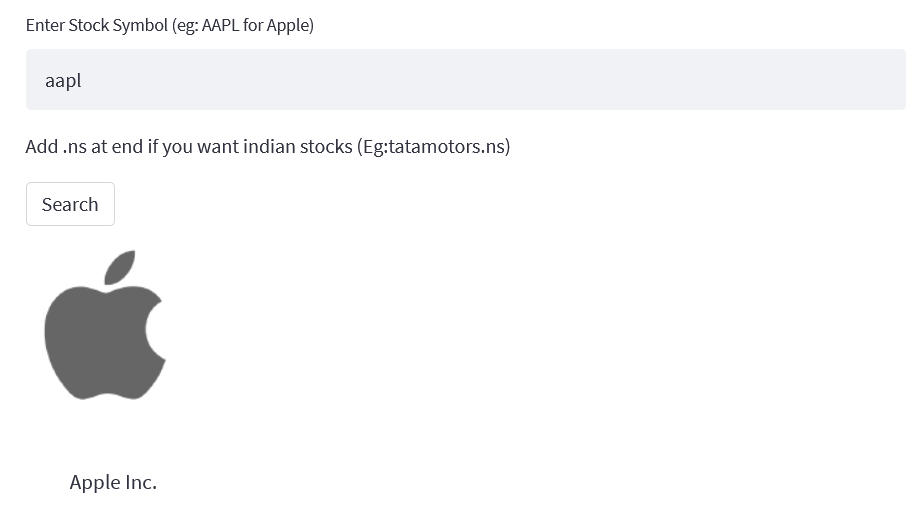 Enter Stock Symbol (eg: AAPL for Apple)
aapl
Add .ns at end if you want indian stocks (Eg:tatamotors.ns)
Search
Apple Inc.